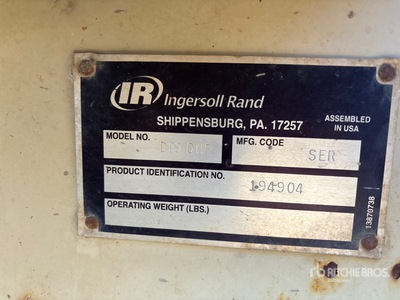 IR Ingersoll Rand
SHIPPENSBURG, PA. 17257
ASSEMBLED
IN USA
MODEL NO.
MFG. CODE
SER
PRODUCT IDENTIFICATION NO.
194904
OPERATING WEIGHT (LBS.)
13870738
RITCHIE BROS.